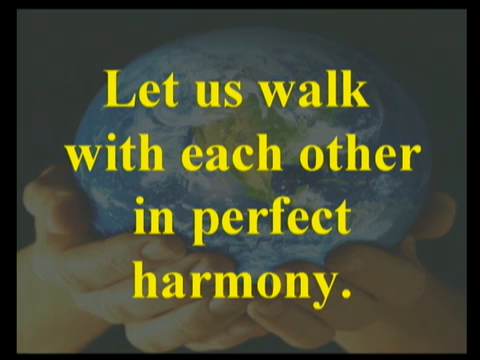 Let us walk
with each other
in perfect
harmony.